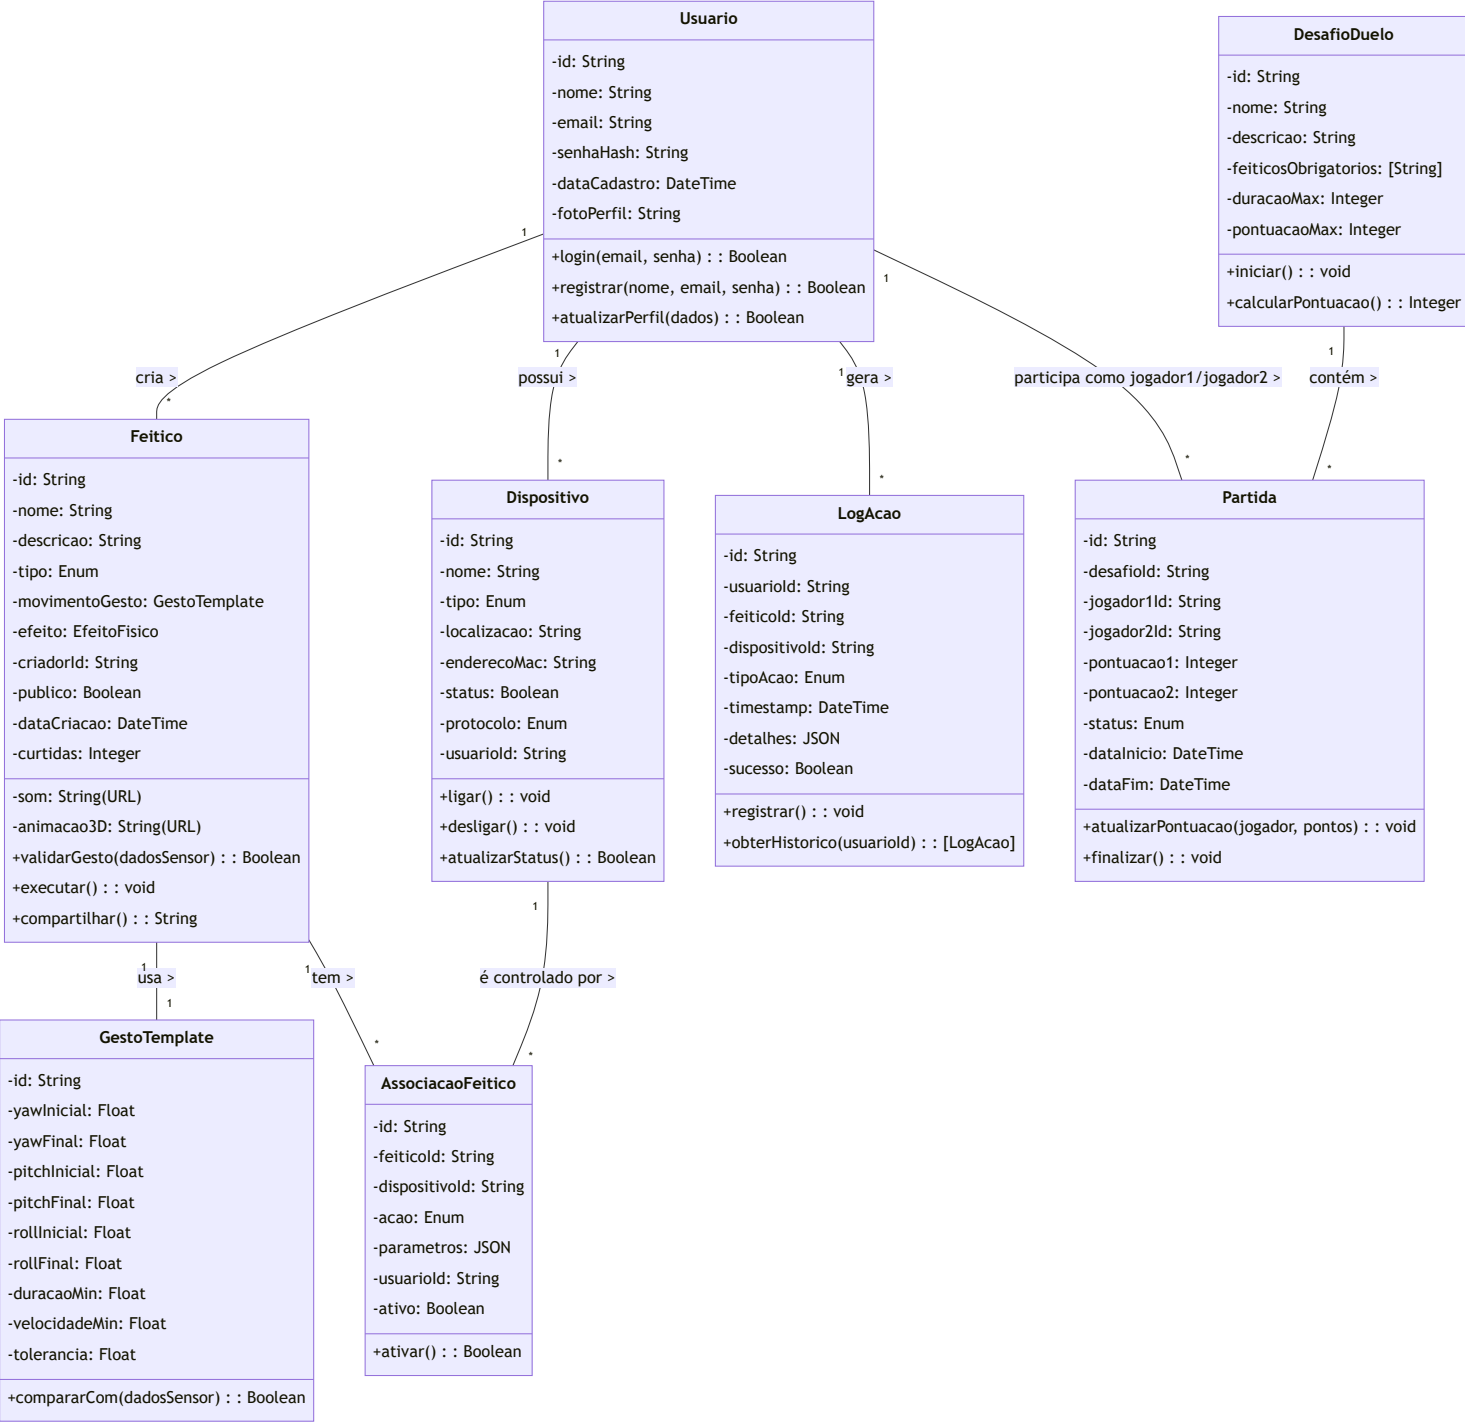 Usuario
-id: String
-nome: String
-email: String
-senhaHash: String
-dataCadastro: DateTime
-fotoPerfil: String
+login(email, senha) : : Boolean
+registrar(nome, email, senha) : : Boolean
+atualizarPerfil(dados) : : Boolean
DesafioDuelo
-id: String
-nome: String
-descricao: String
-feiticosObrigatorios: [String]
-duracaoMax: Integer
-pontuacaoMax: Integer
+iniciar() : : void
+calcularPontuacao() : : Integer
1
cria >
*
1
possui >
*
1
gera >
*
1
participa como jogador1/jogador2 >
*
1
contém >
*
Feitico
-id: String
-nome: String
-descricao: String
-tipo: Enum
-movimentoGesto: GestoTemplate
-efeito: EfeitoFisico
-criadorId: String
-publico: Boolean
-dataCriacao: DateTime
-curtidas: Integer
-som: String(URL)
-animacao3D: String(URL)
+validarGesto(dadosSensor) : : Boolean
+executar() : : void
+compartilhar() : : String
Dispositivo
-id: String
-nome: String
-tipo: Enum
-localizacao: String
-enderecoMac: String
-status: Boolean
-protocolo: Enum
-usuarioId: String
+ligar() : : void
+desligar() : : void
+atualizarStatus() : : Boolean
LogAcao
-id: String
-usuarioId: String
-feiticoId: String
-dispositivoId: String
-tipoAcao: Enum
-timestamp: DateTime
-detalhes: JSON
-sucesso: Boolean
+registrar() : : void
+obterHistorico(usuarioId) : : [LogAcao]
Partida
-id: String
-desafioId: String
-jogador1Id: String
-jogador2Id: String
-pontuacao1: Integer
-pontuacao2: Integer
-status: Enum
-dataInicio: DateTime
-dataFim: DateTime
+atualizarPontuacao(jogador, pontos) : : void
+finalizar() : : void
1
usa >
1
1
tem >
*
1
é controlado por >
*
GestoTemplate
-id: String
-yawInicial: Float
-yawFinal: Float
-pitchInicial: Float
-pitchFinal: Float
-rollInicial: Float
-rollFinal: Float
-duracaoMin: Float
-velocidadeMin: Float
-tolerancia: Float
+compararCom(dadosSensor) : : Boolean
AssociacaoFeitico
-id: String
-feiticoId: String
-dispositivoId: String
-acao: Enum
-parametros: JSON
-usuarioId: String
-ativo: Boolean
+ativar() : : Boolean